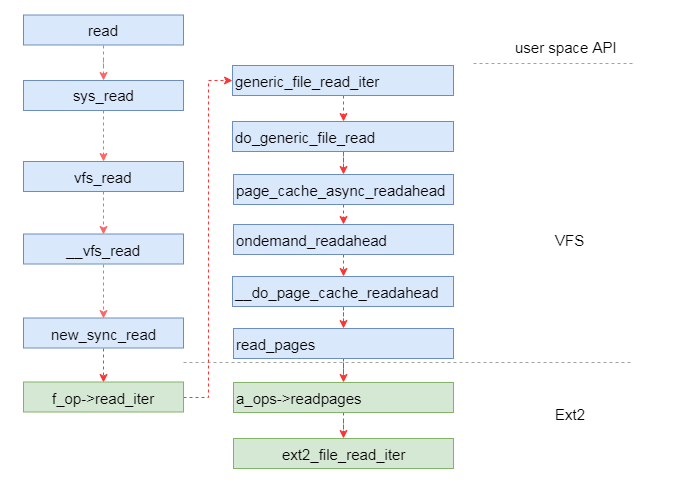 read
sys_read
vfs_read
__vfs_read
new_sync_read
f_op->read_iter
generic_file_read_iter
do_generic_file_read
page_cache_async_readahead
ondemand_readahead
__do_page_cache_readahead
read_pages
a_ops->readpages
ext2_file_read_iter
user space API
VFS
Ext2